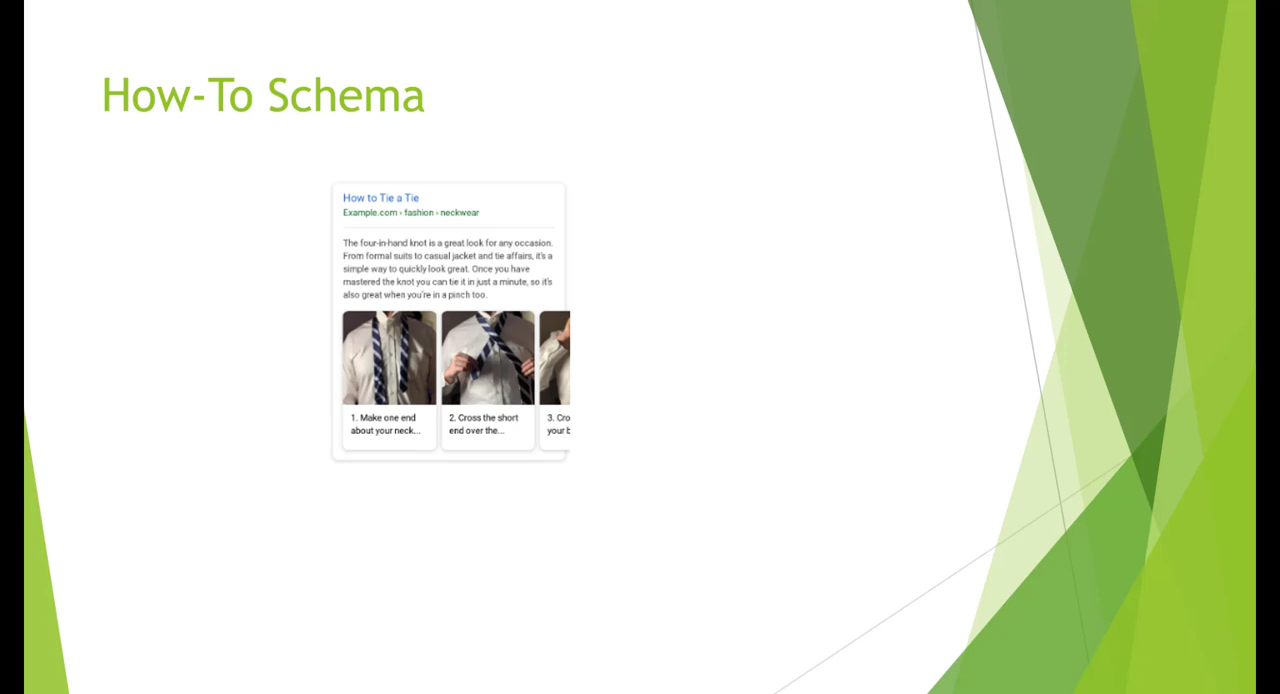 How-To Schema
How to Tie a Tie
Example.com › fashion › neckwear
The four-in-hand knot is a great look for any occasion.
From formal suits to casual jacket and tie affairs, it's a
simple way to quickly look great. Once you have
mastered the knot you can tie it in just a minute, so it's
also great when you're in a pinch too.
1. Make one end
about your neck...
2. Cross the short
end over the...
3. Cro
your b